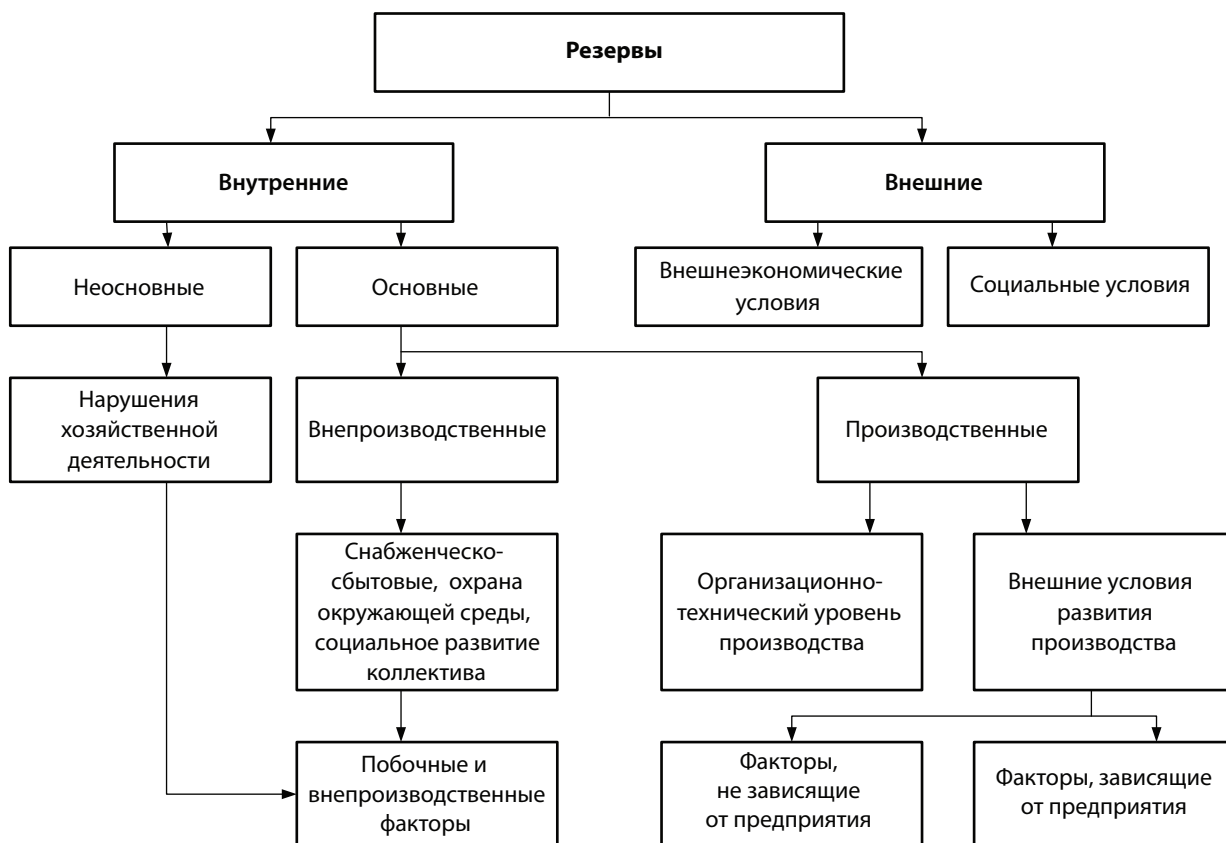 Резервы
Внутренние
Внешние
Неосновные
Основные
Внешнеэкономические
условия
Социальные условия
Нарушения
хозяйственной
деятельности
Внепроизводственные
Производственные
Снабженческо-
сбытовые, охрана
окружающей среды,
социальное развитие
коллектива
Организационно-
технический уровень
производства
Внешние условия
развития
производства
Побочные и
внепроизводственные
факторы
Факторы,
не зависящие
от предприятия
Факторы, зависящие
от предприятия